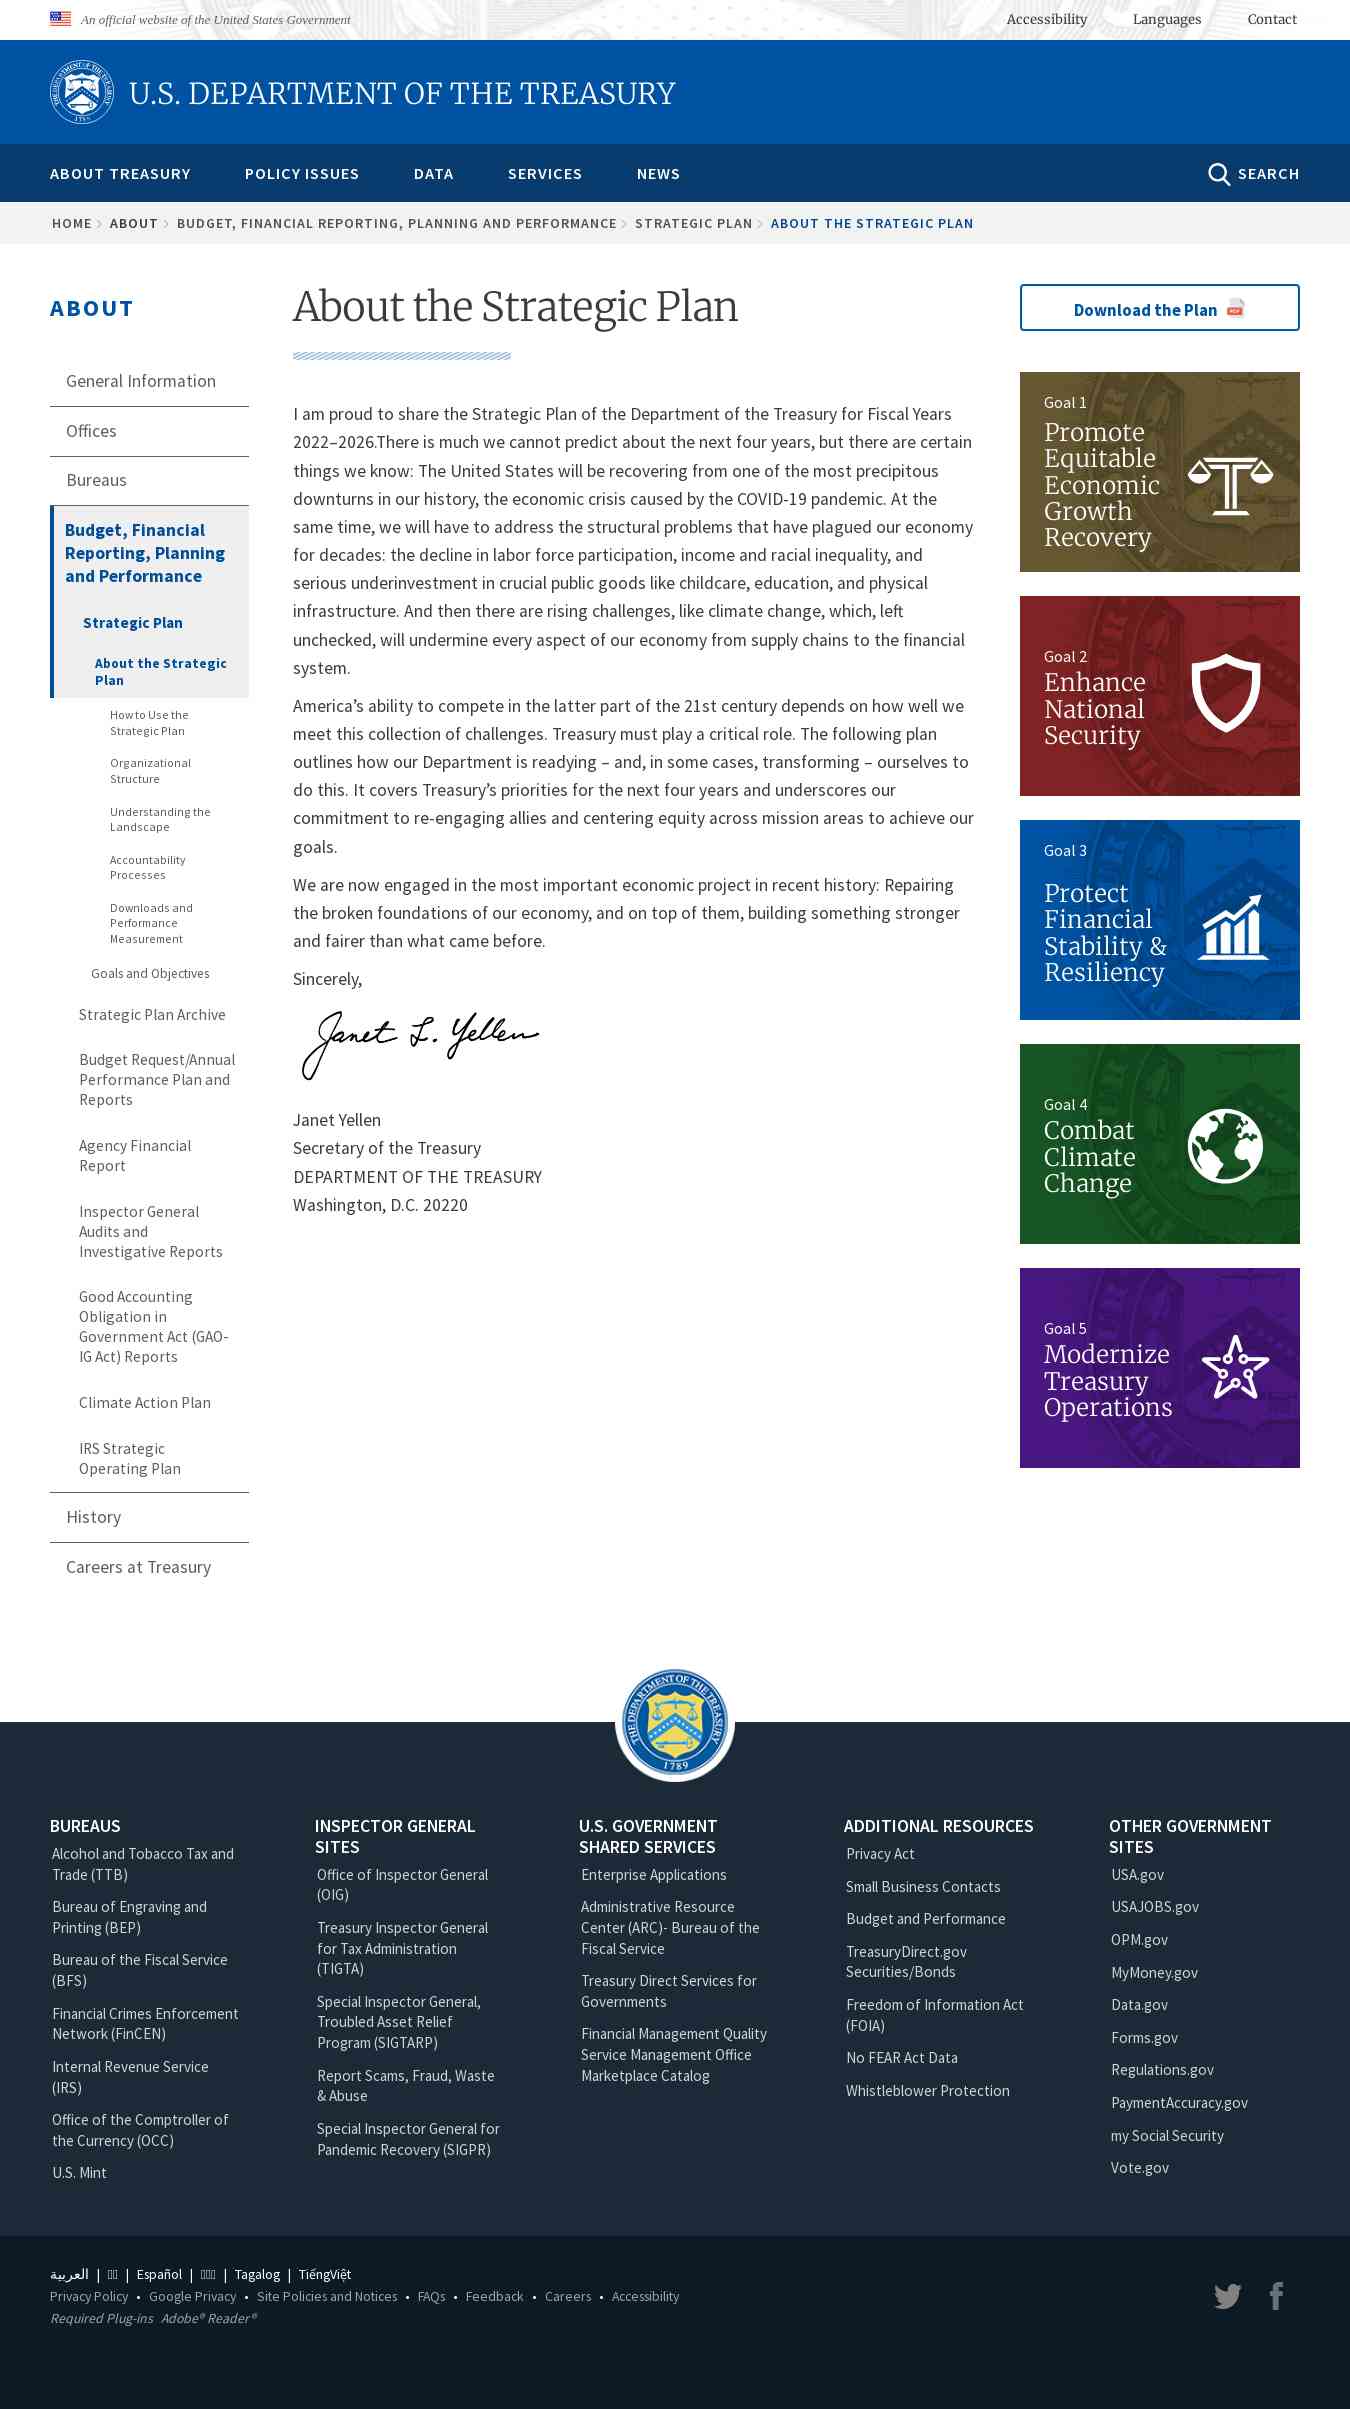 An official website of the United States Government
Accessibility
Languages
Contact
U.S. DEPARTMENT OF THE TREASURY
ABOUT TREASURY
POLICY ISSUES
DATA
SERVICES
NEWS
SEARCH
HOME
ABOUT
BUDGET, FINANCIAL REPORTING, PLANNING AND PERFORMANCE
STRATEGIC PLAN
ABOUT THE STRATEGIC PLAN
ABOUT
General Information
Offices
Bureaus
Budget, Financial
Reporting, Planning
and Performance
Strategic Plan
About the Strategic
Plan
How to Use the
Strategic Plan
Organizational
Structure
Understanding the
Landscape
Accountability
Processes
Downloads and
Performance
Measurement
Goals and Objectives
Strategic Plan Archive
Budget Request/Annual
Performance Plan and
Reports
Agency Financial
Report
Inspector General
Audits and
Investigative Reports
Good Accounting
Obligation in
Government Act (GAO-
IG Act) Reports
Climate Action Plan
IRS Strategic
Operating Plan
History
Careers at Treasury
About the Strategic Plan
I am proud to share the Strategic Plan of the Department of the Treasury for Fiscal Years
2022–2026.There is much we cannot predict about the next four years, but there are certain
things we know: The United States will be recovering from one of the most precipitous
downturns in our history, the economic crisis caused by the COVID-19 pandemic. At the
same time, we will have to address the structural problems that have plagued our economy
for decades: the decline in labor force participation, income and racial inequality, and
serious underinvestment in crucial public goods like childcare, education, and physical
infrastructure. And then there are rising challenges, like climate change, which, left
unchecked, will undermine every aspect of our economy from supply chains to the financial
system.
America’s ability to compete in the latter part of the 21st century depends on how well we
meet this collection of challenges. Treasury must play a critical role. The following plan
outlines how our Department is readying – and, in some cases, transforming – ourselves to
do this. It covers Treasury’s priorities for the next four years and underscores our
commitment to re-engaging allies and centering equity across mission areas to achieve our
goals.
We are now engaged in the most important economic project in recent history: Repairing
the broken foundations of our economy, and on top of them, building something stronger
and fairer than what came before.
Sincerely,
Janet L. Yellen
Janet Yellen
Secretary of the Treasury
DEPARTMENT OF THE TREASURY
Washington, D.C. 20220
Download the Plan
PDF
Goal 1
Promote
Equitable
Economic
Growth
Recovery
Goal 2
Enhance
National
Security
Goal 3
Protect
Financial
Stability &
Resiliency
Goal 4
Combat
Climate
Change
Goal 5
Modernize
Treasury
Operations
THE DEPARTMENT OF THE TREASURY
1789
BUREAUS
Alcohol and Tobacco Tax and
Trade (TTB)
Bureau of Engraving and
Printing (BEP)
Bureau of the Fiscal Service
(BFS)
Financial Crimes Enforcement
Network (FinCEN)
Internal Revenue Service
(IRS)
Office of the Comptroller of
the Currency (OCC)
U.S. Mint
INSPECTOR GENERAL
SITES
Office of Inspector General
(OIG)
Treasury Inspector General
for Tax Administration
(TIGTA)
Special Inspector General,
Troubled Asset Relief
Program (SIGTARP)
Report Scams, Fraud, Waste
& Abuse
Special Inspector General for
Pandemic Recovery (SIGPR)
U.S. GOVERNMENT
SHARED SERVICES
Enterprise Applications
Administrative Resource
Center (ARC)- Bureau of the
Fiscal Service
Treasury Direct Services for
Governments
Financial Management Quality
Service Management Office
Marketplace Catalog
ADDITIONAL RESOURCES
Privacy Act
Small Business Contacts
Budget and Performance
TreasuryDirect.gov
Securities/Bonds
Freedom of Information Act
(FOIA)
No FEAR Act Data
Whistleblower Protection
OTHER GOVERNMENT
SITES
USA.gov
USAJOBS.gov
OPM.gov
MyMoney.gov
Data.gov
Forms.gov
Regulations.gov
PaymentAccuracy.gov
my Social Security
Vote.gov
العربية | | Español | | Tagalog | TiếngViệt
Privacy Policy • Google Privacy • Site Policies and Notices • FAQs • Feedback • Careers • Accessibility
Required Plug-ins Adobe® Reader®